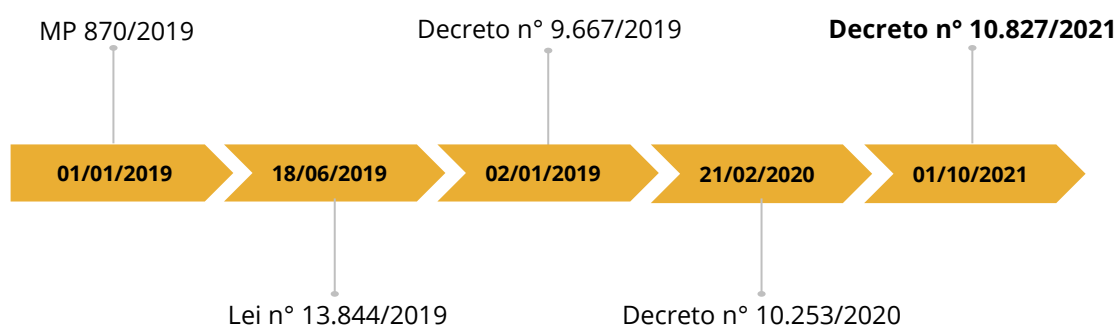 MP 870/2019
Decreto n° 9.667/2019
Decreto n° 10.827/2021
01/01/2019
18/06/2019
02/01/2019
21/02/2020
01/10/2021
Lei n° 13.844/2019
Decreto n° 10.253/2020